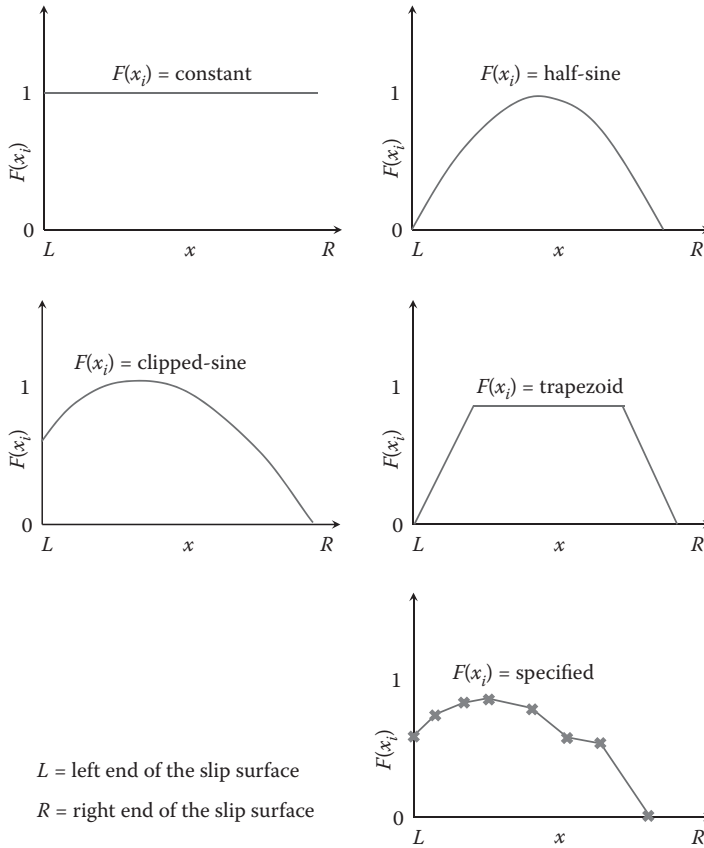 F(xᵢ) = constant
1
F(xᵢ)
0
L
x
R
F(xᵢ) = half-sine
1
F(xᵢ)
0
L
x
R
F(xᵢ) = clipped-sine
1
F(xᵢ)
0
L
x
R
F(xᵢ) = trapezoid
1
F(xᵢ)
0
L
x
R
F(xᵢ) = specified
1
F(xᵢ)
0
L
x
R
L = left end of the slip surface
R = right end of the slip surface